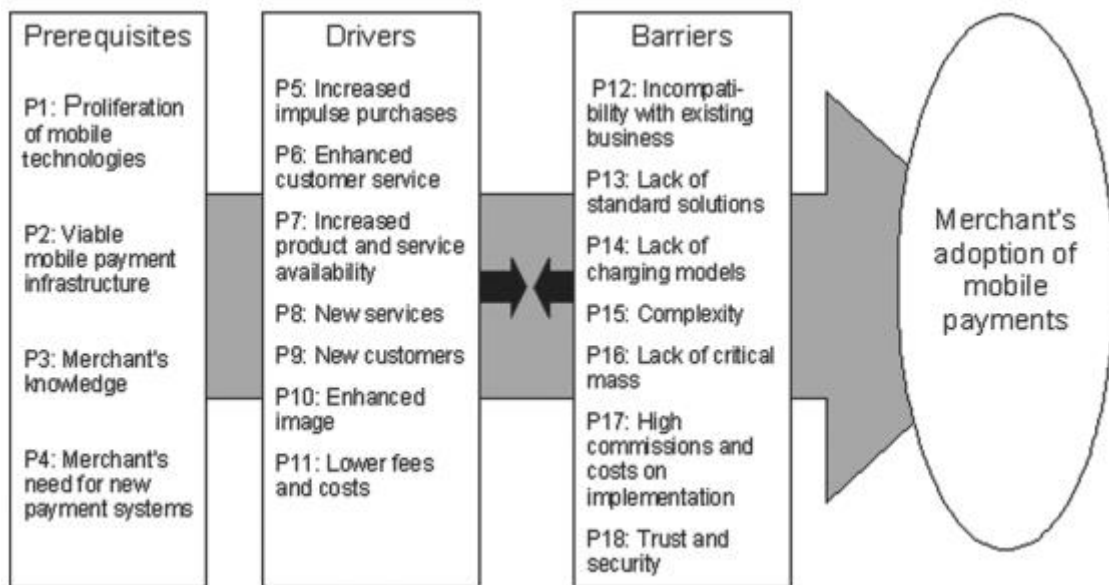 Prerequisites
P1: Proliferation
of mobile
technologies
P2: Viable
mobile payment
infrastructure
P3: Merchant's
knowledge
P4: Merchant's
need for new
payment systems
Drivers
P5: Increased
impulse purchases
P6: Enhanced
customer service
P7: Increased
product and service
availability
P8: New services
P9: New customers
P10: Enhanced
image
P11: Lower fees
and costs
Barriers
P12: Incompati-
bility with existing
business
P13: Lack of
standard solutions
P14: Lack of
charging models
P15: Complexity
P16: Lack of critical
mass
P17: High
commissions and
costs on
implementation
P18: Trust and
security
Merchant's
adoption of
mobile
payments